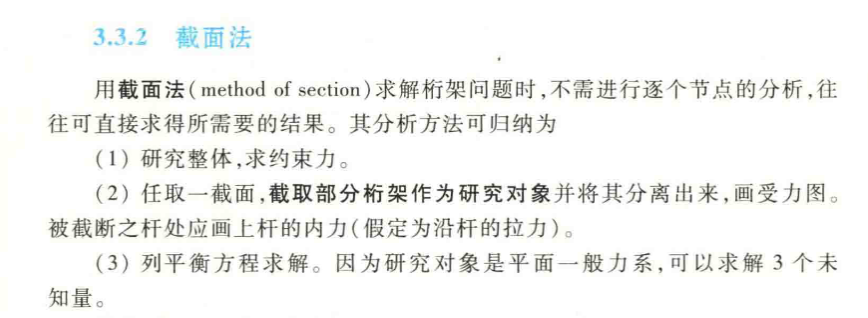 3.3.2 截面法
用截面法(method of section)求解桁架问题时,不需进行逐个节点的分析,往
往可直接求得所需要的结果。其分析方法可归纳为
(1) 研究整体,求约束力。
(2) 任取一截面,截取部分桁架作为研究对象并将其分离出来,画受力图。
被截断之杆处应画上杆的内力(假定为沿杆的拉力)。
(3) 列平衡方程求解。因为研究对象是平面一般力系,可以求解 3 个未
知量。